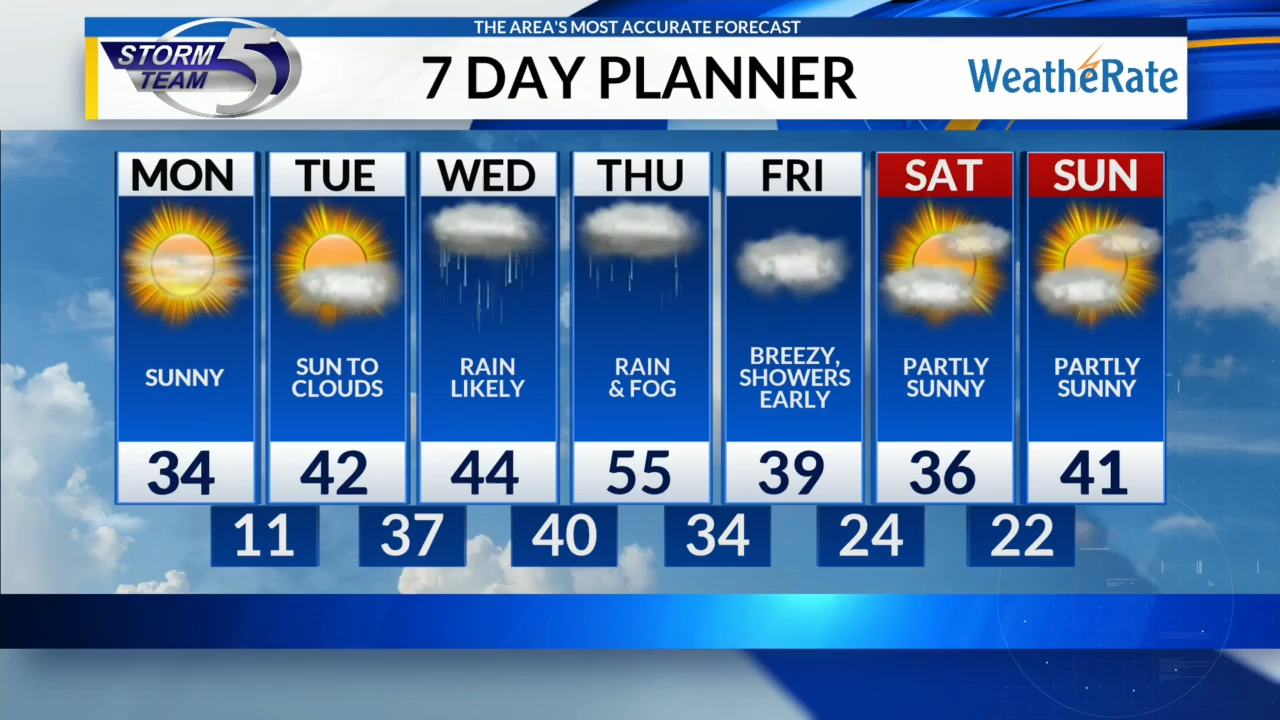 THE AREA'S MOST ACCURATE FORECAST
STORM TEAM 5
7 DAY PLANNER
WeatheRate
MON TUE WED THU FRI SAT SUN
SUNNY
SUN TO
CLOUDS
RAIN
LIKELY
RAIN
& FOG
BREEZY,
SHOWERS
EARLY
PARTLY
SUNNY
PARTLY
SUNNY
34 42 44 55 39 36 41
11 37 40 34 24 22